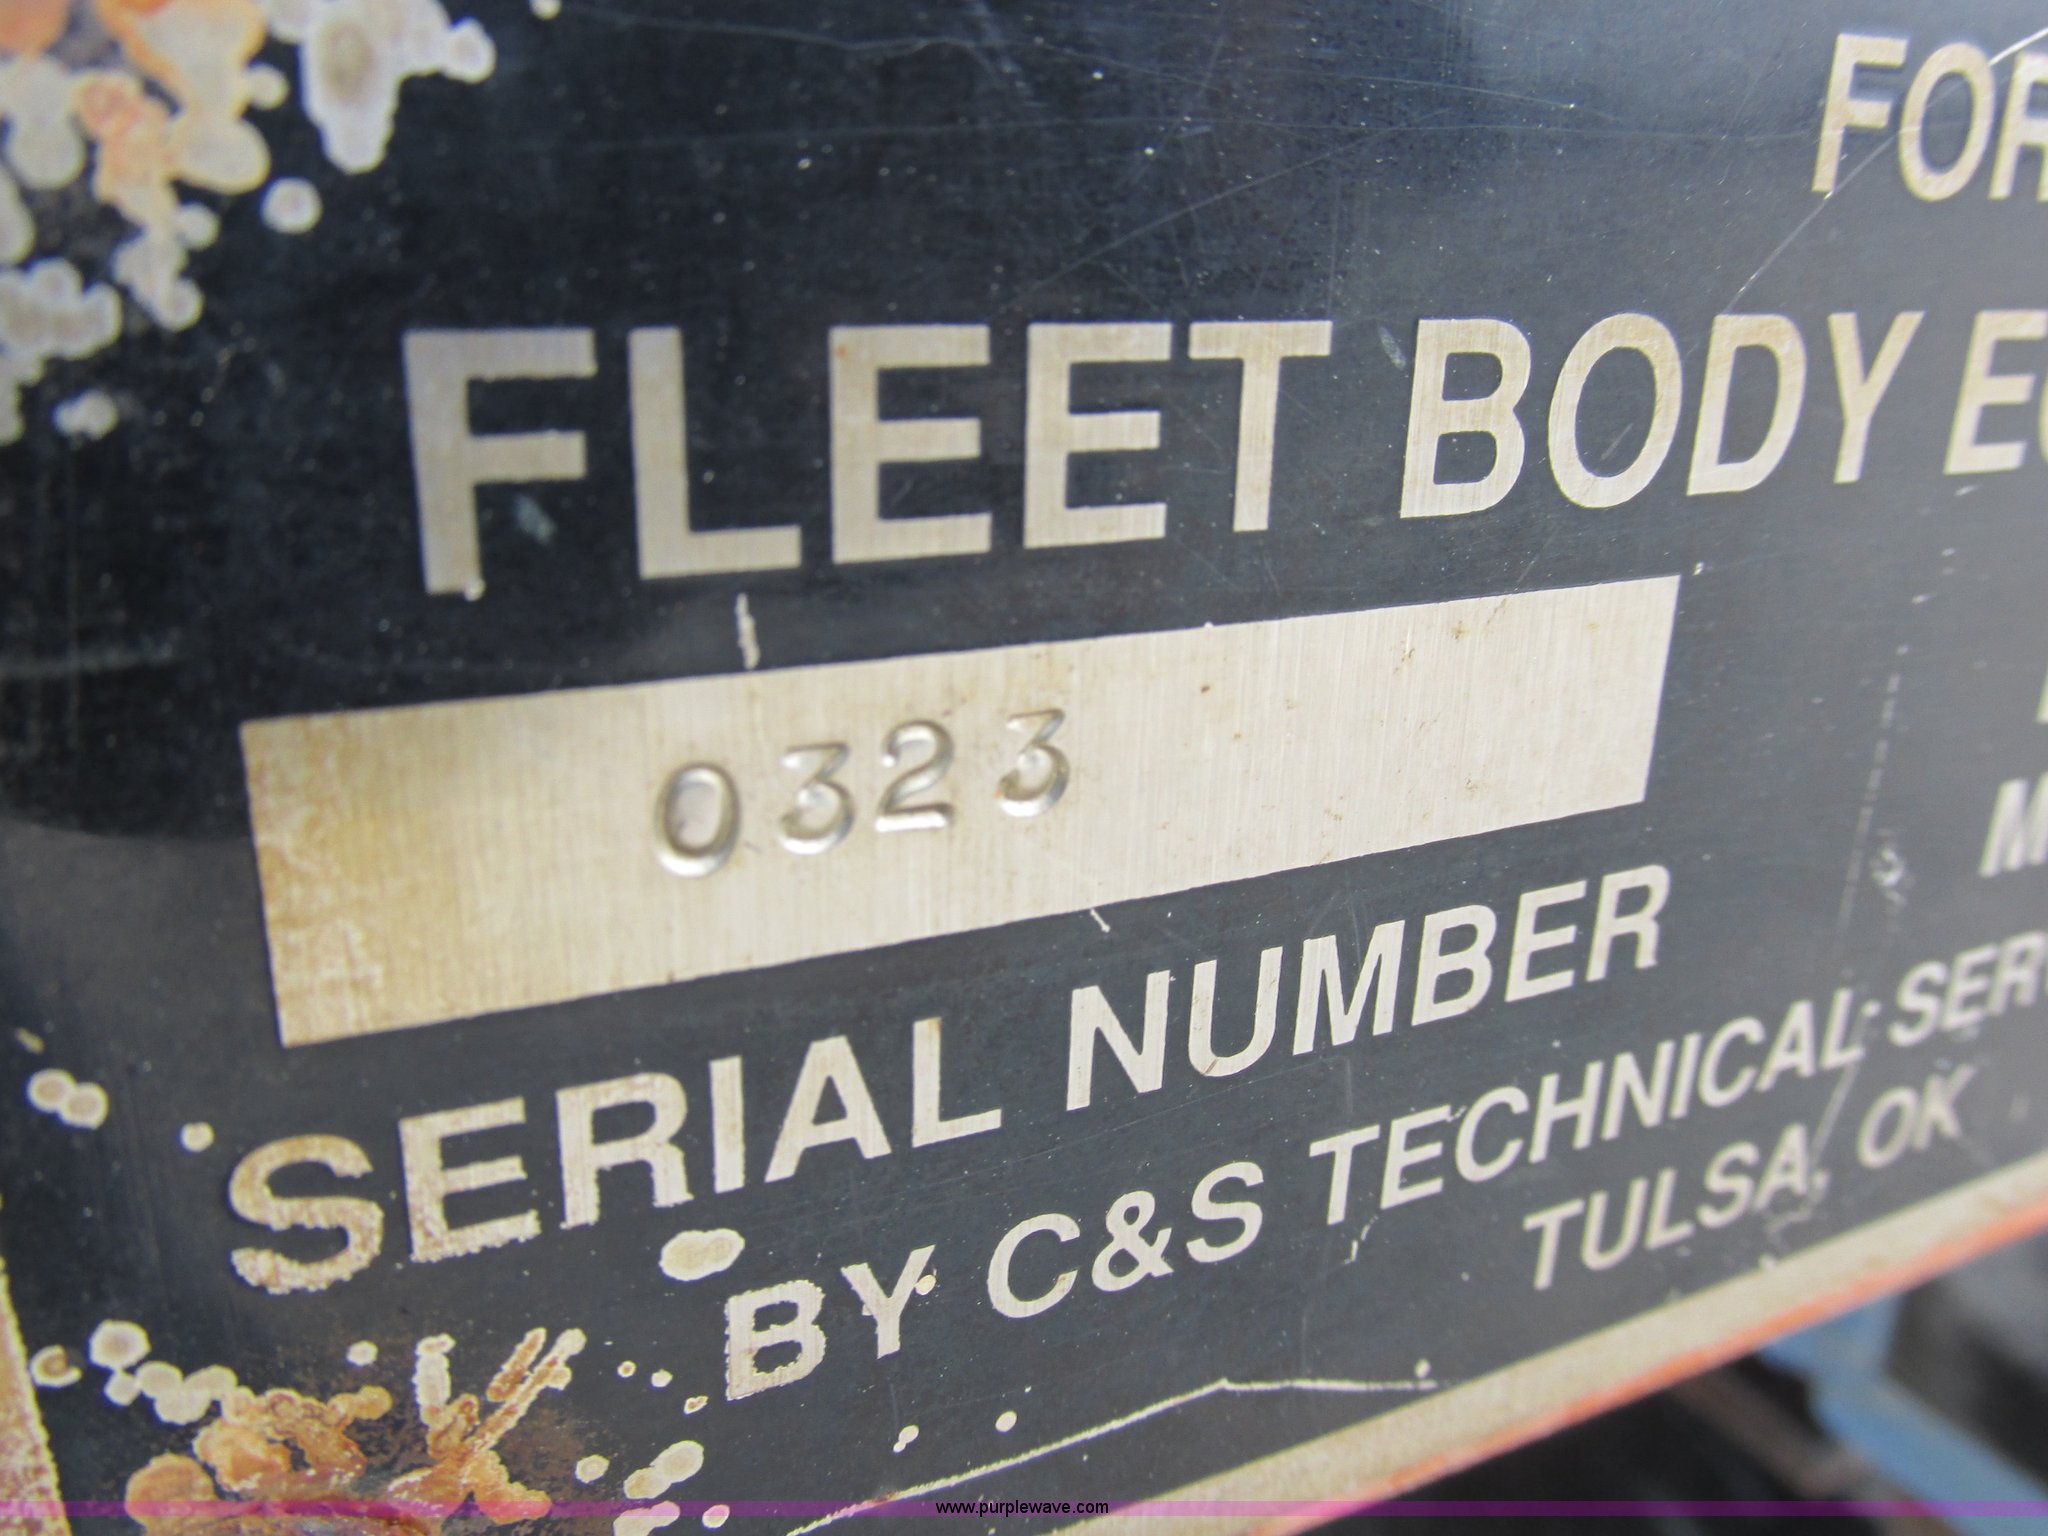 FOR
FLEET BODY
0323
SERIAL NUMBER
BY C&S TECHNICAL
TULSA, OK
www.purplewave.com